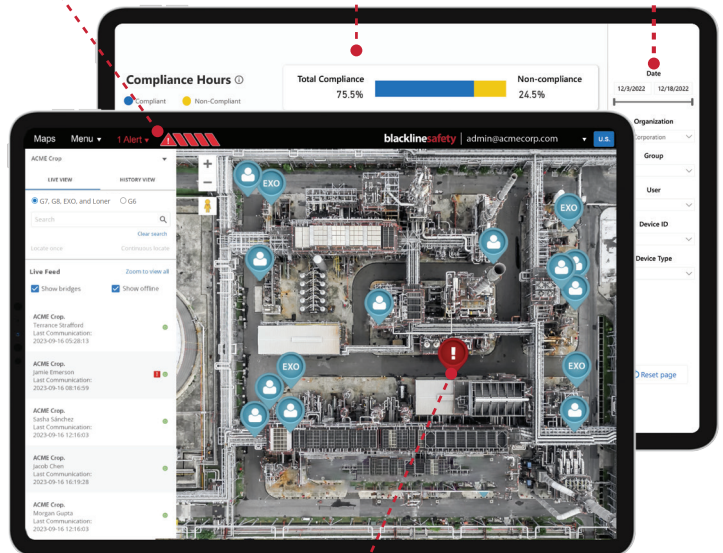 Compliance Hours
Compliant
Non-Compliant
Total Compliance
75.5%
Non-compliance
24.5%
Date
12/3/2022
12/18/2022
Organization
Corporation
Group
User
Device ID
Device Type
Reset page
Maps
Menu
1 Alert
blacklinesafety | admin@acmecorp.com
U.S.
ACME Crop
LIVE VIEW
HISTORY VIEW
G7, G8, EXO, and Loner
G6
Search
Clear search
Locate once
Continuous locate
Live Feed
Zoom to view all
Show bridges
Show offline
ACME Crop.
Terrance Strafford
Last Communication:
2023-09-16 05:28:13
ACME Crop.
Jamie Emerson
Last Communication:
2023-09-16 08:16:59
ACME Crop.
Sasha Sánchez
Last Communication:
2023-09-16 12:16:03
ACME Crop.
Jacob Chen
Last Communication:
2023-09-16 16:19:28
ACME Crop.
Morgan Gupta
Last Communication:
2023-09-16 12:16:03
EXO
EXO
EXO
EXO